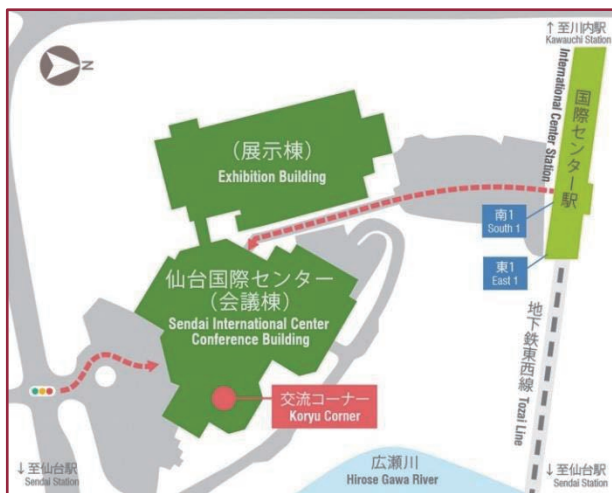 ↑至川内駅
Kawauchi Station
N
国際センター駅
International Center Station
（展示棟）
Exhibition Building
南1
South 1
東1
East 1
仙台国際センター
（会議棟）
Sendai International Center
Conference Building
地下鉄東西線 Tozai Line
交流コーナー
Koryu Corner
広瀬川
Hirose Gawa River
↓至仙台駅
Sendai Station
↓至仙台駅
Sendai Station